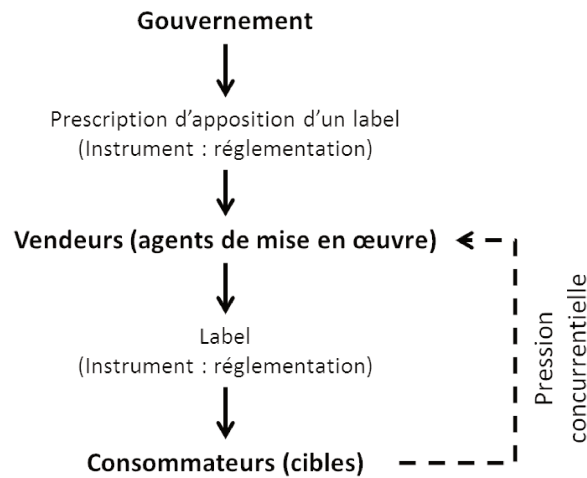 Gouvernement
Prescription d'apposition d'un label
(Instrument : réglementation)
Vendeurs (agents de mise en œuvre)
Label
(Instrument : réglementation)
Consommateurs (cibles)
Pression
concurrentielle